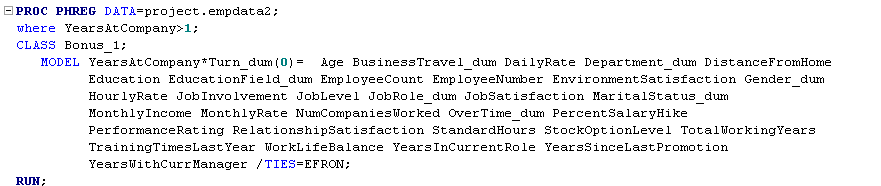 PROC PHREG DATA=project.empdata2;
where YearsAtCompany>1;
CLASS Bonus_1;
MODEL YearsAtCompany*Turn_dum(0)= Age BusinessTravel_dum DailyRate Department_dum DistanceFromHome
Education EducationField_dum EmployeeCount EmployeeNumber EnvironmentSatisfaction Gender_dum
HourlyRate JobInvolvement JobLevel JobRole_dum JobSatisfaction MaritalStatus_dum
MonthlyIncome MonthlyRate NumCompaniesWorked OverTime_dum PercentSalaryHike
PerformanceRating RelationshipSatisfaction StandardHours StockOptionLevel TotalWorkingYears
TrainingTimesLastYear WorkLifeBalance YearsInCurrentRole YearsSinceLastPromotion
YearsWithCurrManager /TIES=EFRON;
RUN;